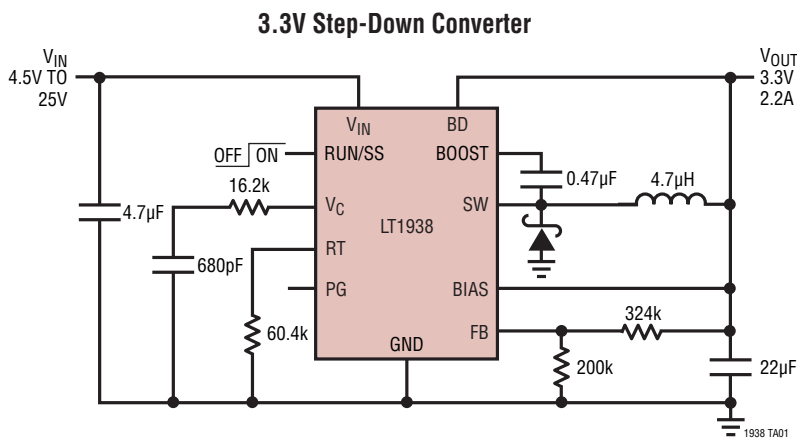 3.3V Step-Down Converter
VIN
4.5V TO
25V
VOUT
3.3V
2.2A
VIN
BD
OFF ON
RUN/SS
BOOST
0.47µF
4.7µH
16.2k
4.7µF
VC
LT1938
SW
680pF
RT
PG
BIAS
60.4k
324k
FB
GND
200k
22µF
1938 TA01